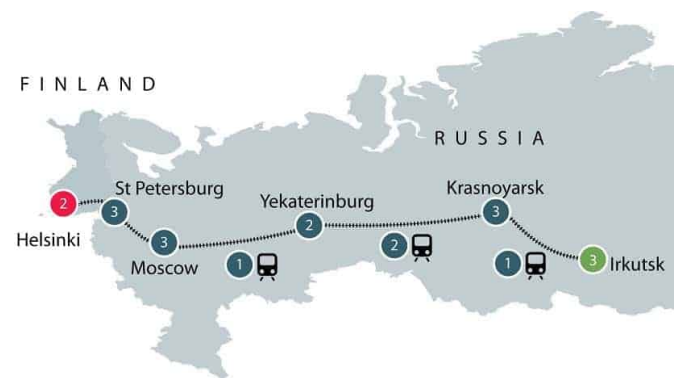 FINLAND
RUSSIA
St Petersburg
Krasnoyarsk
Yekaterinburg
2
3
3
2
3
Helsinki
3
Moscow
1
2
1
Irkutsk